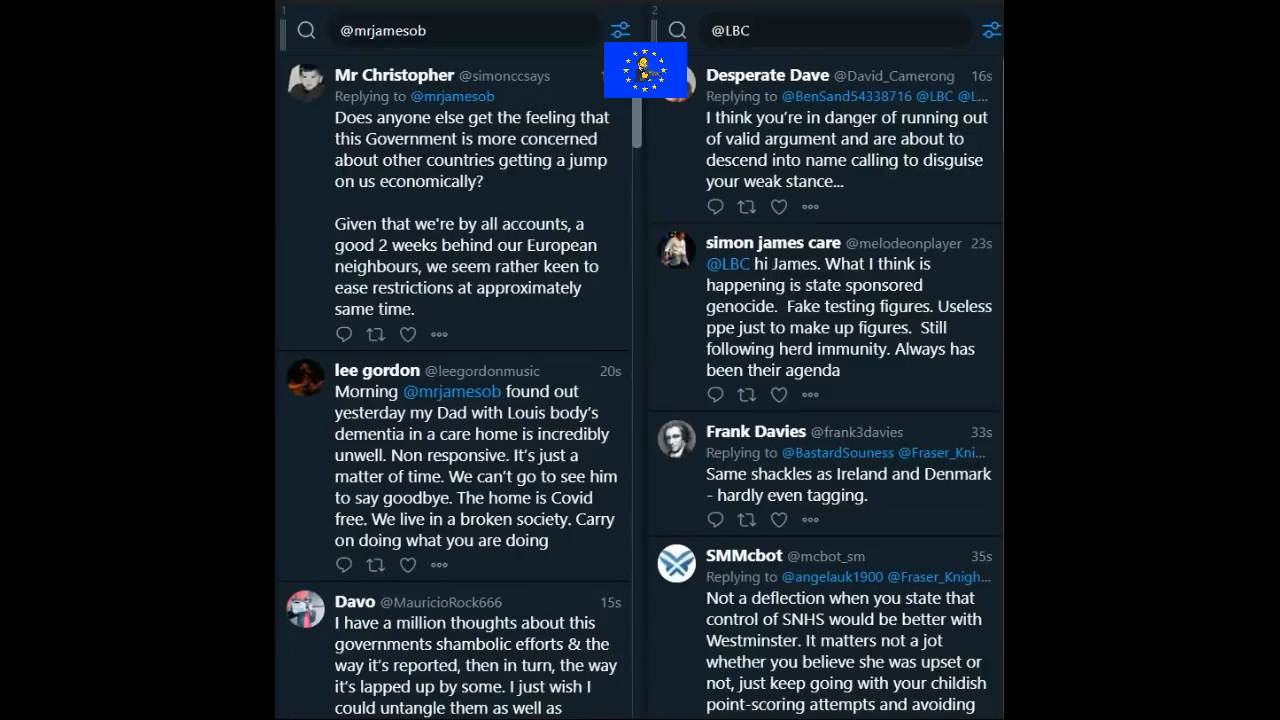 1
@mrjamesob
Mr Christopher @simonccsays
Replying to @mrjamesob
Does anyone else get the feeling that
this Government is more concerned
about other countries getting a jump
on us economically?
Given that we're by all accounts, a
good 2 weeks behind our European
neighbours, we seem rather keen to
ease restrictions at approximately
same time.
lee gordon @leegordonmusic 20s
Morning @mrjamesob found out
yesterday my Dad with Louis body's
dementia in a care home is incredibly
unwell. Non responsive. It's just a
matter of time. We can't go to see him
to say goodbye. The home is Covid
free. We live in a broken society. Carry
on doing what you are doing
Davo @MauricioRock666 15s
I have a million thoughts about this
governments shambolic efforts & the
way it's reported, then in turn, the way
it's lapped up by some. I just wish I
could untangle them as well as
2
@LBC
Desperate Dave @David_Camerong 16s
Replying to @BenSand54338716 @LBC @L...
I think you're in danger of running out
of valid argument and are about to
descend into name calling to disguise
your weak stance...
simon james care @melodeonplayer 23s
@LBC hi James. What I think is
happening is state sponsored
genocide. Fake testing figures. Useless
ppe just to make up figures. Still
following herd immunity. Always has
been their agenda
Frank Davies @frank3davies 33s
Replying to @BastardSouness @Fraser_Kni...
Same shackles as Ireland and Denmark
- hardly even tagging.
SMMcbot @mcbot_sm 35s
Replying to @angelauk1900 @Fraser_Knigh...
Not a deflection when you state that
control of SNHS would be better with
Westminster. It matters not a jot
whether you believe she was upset or
not, just keep going with your childish
point-scoring attempts and avoiding